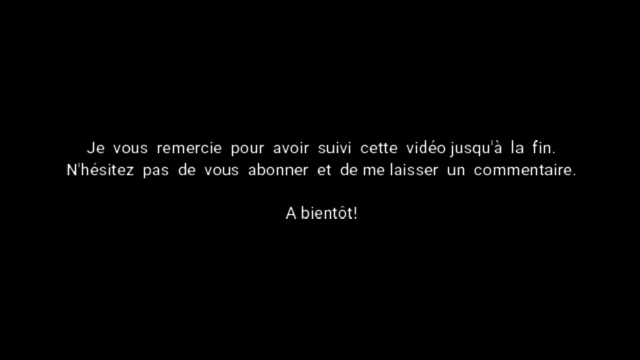 Je vous remercie pour avoir suivi cette vidéo jusqu'à la fin.
N'hésitez pas de vous abonner et de me laisser un commentaire.
A bientôt!